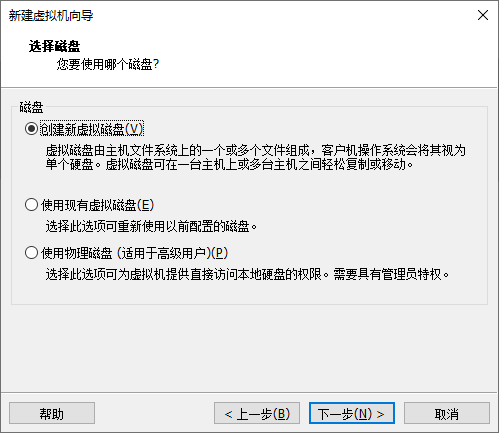 新建虚拟机向导
选择磁盘
您要使用哪个磁盘?
磁盘
创建新虚拟磁盘(V)
虚拟磁盘由主机文件系统上的一个或多个文件组成，客户机操作系统会将其视为
单个硬盘。虚拟磁盘可在一台主机上或多台主机之间轻松复制或移动。
使用现有虚拟磁盘(E)
选择此选项可重新使用以前配置的磁盘。
使用物理磁盘 (适用于高级用户)(P)
选择此选项可为虚拟机提供直接访问本地硬盘的权限。需要具有管理员特权。
帮助
< 上一步(B)
下一步(N) >
取消